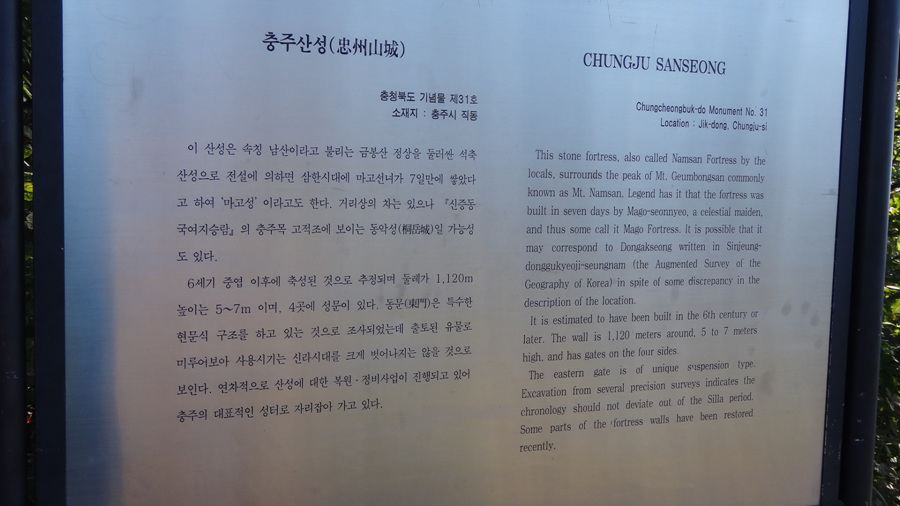 충주산성(忠州山城)
충청북도 기념물 제31호
소재지 : 충주시 직동
이 산성은 속칭 남산이라고 불리는 금봉산 정상을 둘러싼 석축
산성으로 전설에 의하면 삼한시대에 마고선녀가 7일만에 쌓았다
고 하여 '마고성' 이라고도 한다. 거리상의 차는 있으나 『신증동
국여지승람』의 충주목 고적조에 보이는 동악성(桐岳城)일 가능성
도 있다.
6세기 중엽 이후에 축성된 것으로 추정되며 둘레가 1,120m
높이는 5~7m 이며, 4곳에 성문이 있다. 동문(東門)은 특수한
현문식 구조를 하고 있는 것으로 조사되었는데 출토된 유물로
미루어보아 사용시기는 신라시대를 크게 벗어나지는 않을 것으로
보인다. 연차적으로 산성에 대한 복원·정비사업이 진행되고 있어
충주의 대표적인 성터로 자리잡아 가고 있다.
CHUNGJU SANSEONG
Chungcheongbuk-do Monument No. 31
Location : Jik-dong, Chungju-si
This stone fortress, also called Namsan Fortress by the
locals, surrounds the peak of Mt. Geumbongsan commonly
known as Mt. Namsan. Legend has it that the fortress was
built in seven days by Mago-seonnyeo, a celestial maiden,
and thus some call it Mago Fortress. It is possible that it
may correspond to Dongakseong written in Sinjeung-
donggukyeoji-seungnam (the Augmented Survey of the
Geography of Korea) in spite of some discrepancy in the
description of the location.
It is estimated to have been built in the 6th century or
later. The wall is 1,120 meters around, 5 to 7 meters
high, and has gates on the four sides.
The eastern gate is of unique suspension type.
Excavation from several precision surveys indicates the
chronology should not deviate out of the Silla period.
Some parts of the fortress walls have been restored
recently.